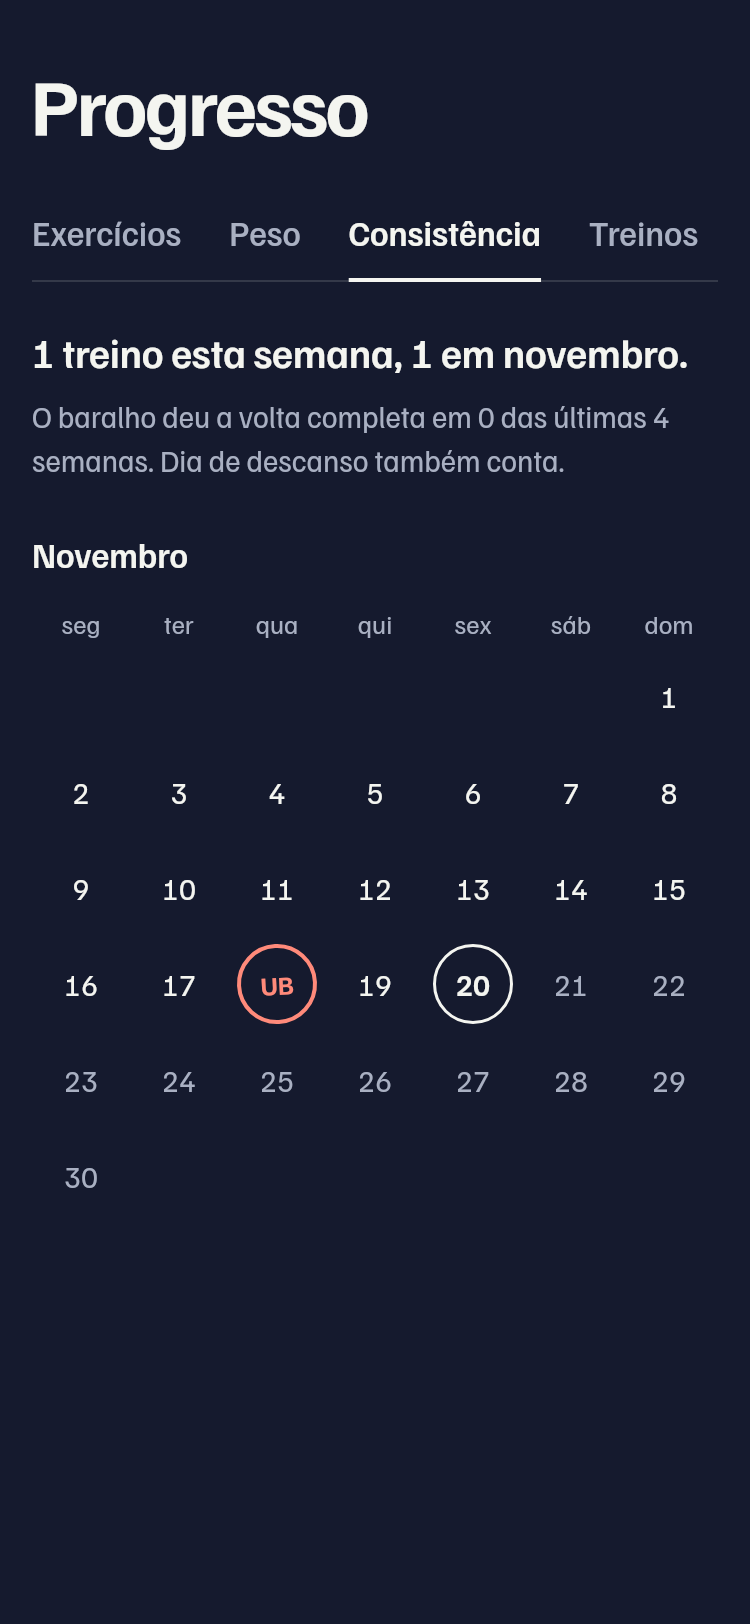 Progresso
Exercícios Peso Consistência Treinos
1 treino esta semana, 1 em novembro.
O baralho deu a volta completa em 0 das últimas 4
semanas. Dia de descanso também conta.
Novembro
seg ter qua qui sex sáb dom
1
2 3 4 5 6 7 8
9 10 11 12 13 14 15
16 17 UB 19 20 21 22
23 24 25 26 27 28 29
30